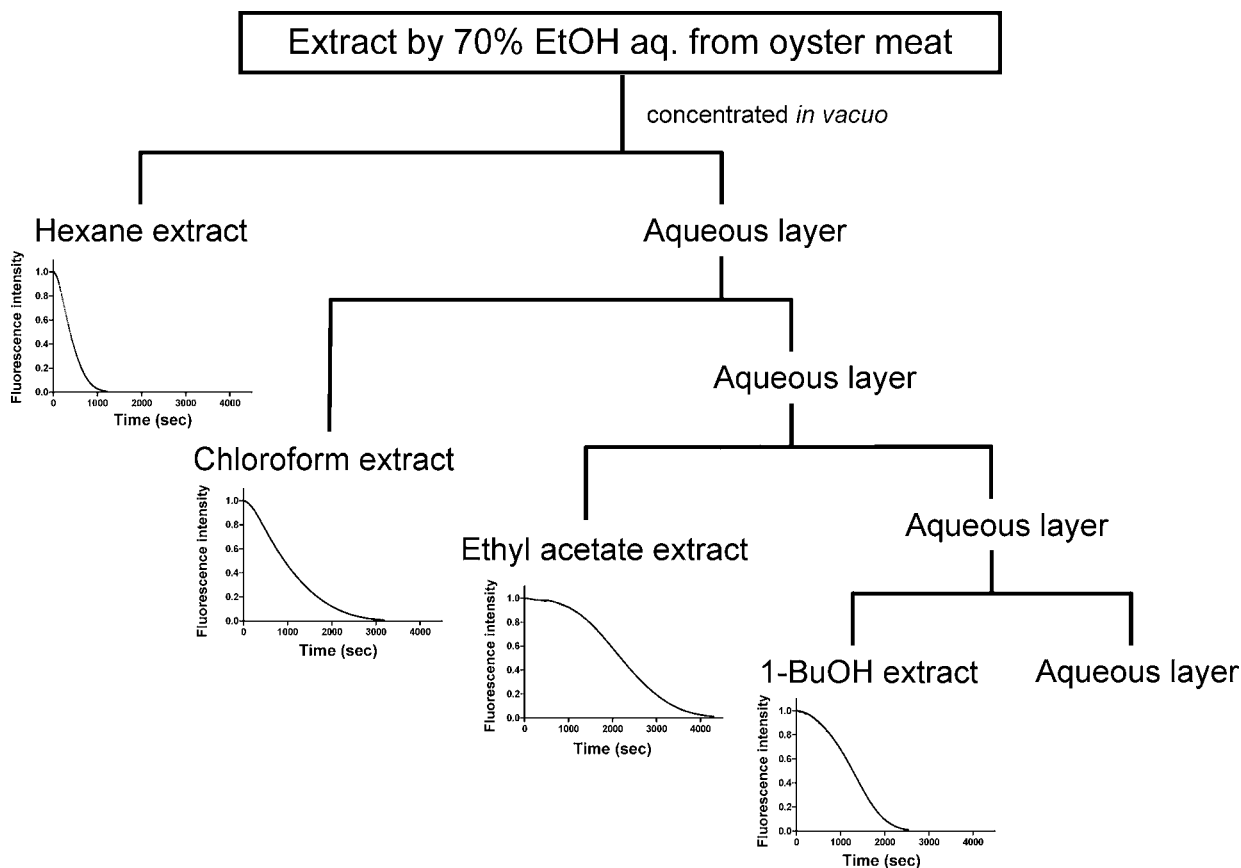 Extract by 70% EtOH aq. from oyster meat
concentrated in vacuo
Hexane extract
Aqueous layer
Fluorescence intensity
1.0
0.8
0.6
0.4
0.2
0.0
0 1000 2000 3000 4000
Time (sec)
Aqueous layer
Chloroform extract
Fluorescence intensity
1.0
0.8
0.6
0.4
0.2
0.0
0 1000 2000 3000 4000
Time (sec)
Aqueous layer
Ethyl acetate extract
Fluorescence intensity
1.0
0.8
0.6
0.4
0.2
0.0
0 1000 2000 3000 4000
Time (sec)
1-BuOH extract
Aqueous layer
Fluorescence intensity
1.0
0.8
0.6
0.4
0.2
0.0
0 1000 2000 3000 4000
Time (sec)